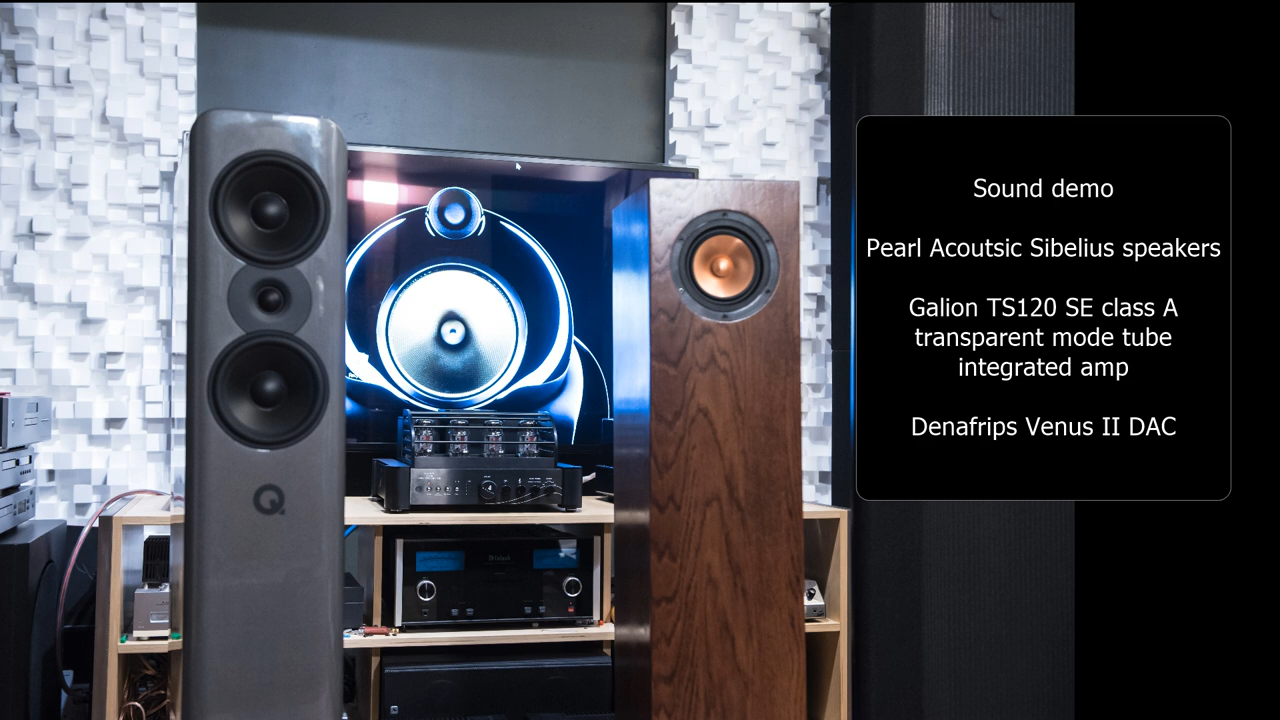 Sound demo
Pearl Acoutsic Sibelius speakers
Galion TS120 SE class A
transparent mode tube
integrated amp
Denafrips Venus II DAC
Q
McIntosh